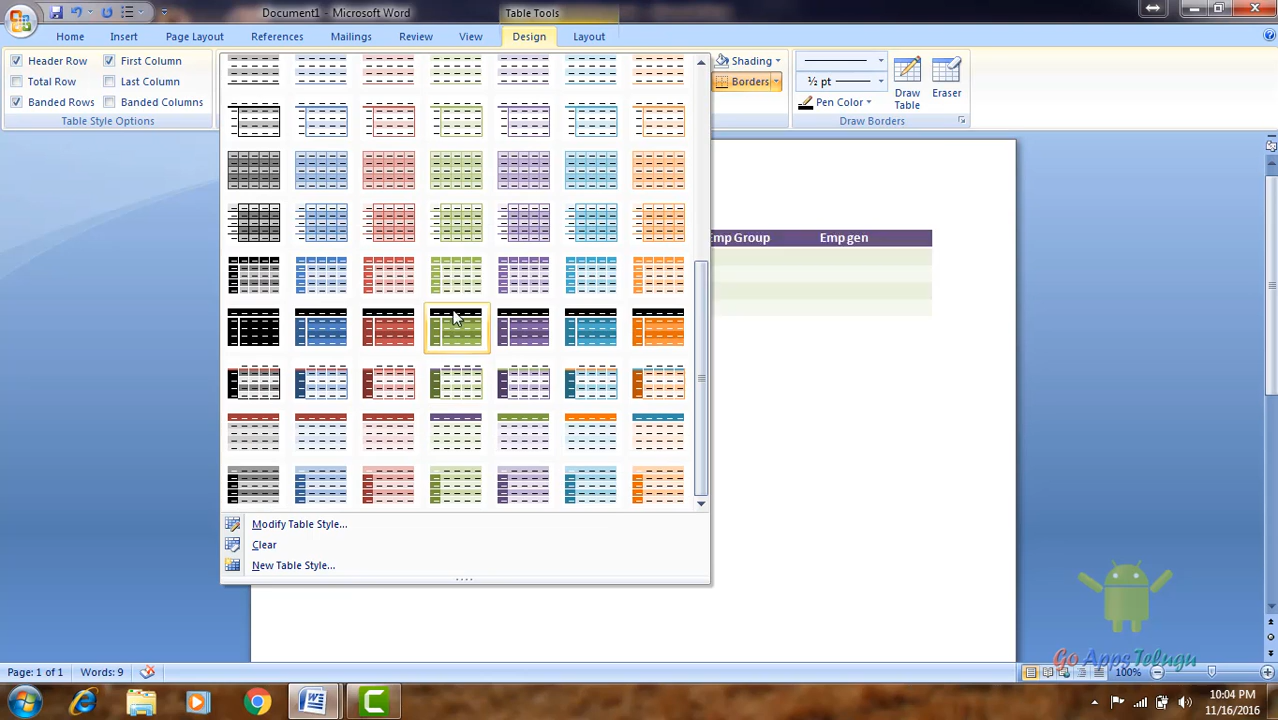 Document1 - Microsoft Word
Table Tools
Home Insert Page Layout References Mailings Review View Design Layout
Header Row First Column
Total Row Last Column
Banded Rows Banded Columns
Table Style Options
Shading
Borders
½ pt
Pen Color
Draw Table
Eraser
Draw Borders
Emp Group Emp gen
Modify Table Style...
Clear
New Table Style...
Go Apps Telugu
Page: 1 of 1 Words: 9
100%
10:04 PM
11/16/2016